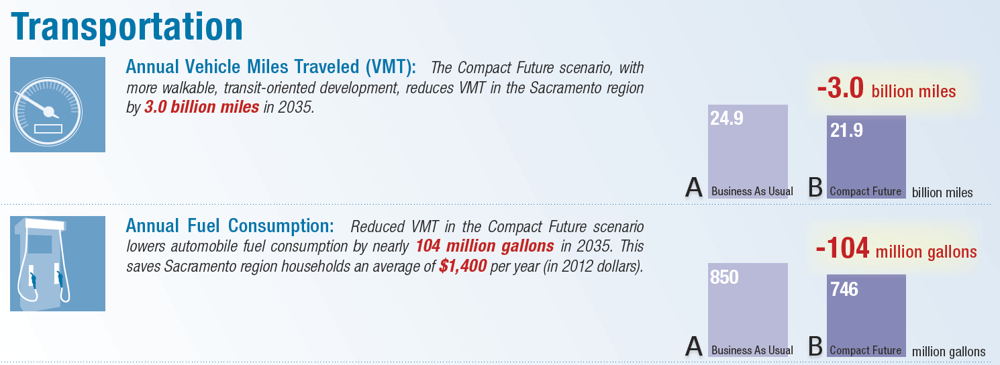 Transportation
Annual Vehicle Miles Traveled (VMT): The Compact Future scenario, with
more walkable, transit-oriented development, reduces VMT in the Sacramento region
by 3.0 billion miles in 2035.
-3.0 billion miles
24.9
21.9
A Business As Usual B Compact Future billion miles
Annual Fuel Consumption: Reduced VMT in the Compact Future scenario
lowers automobile fuel consumption by nearly 104 million gallons in 2035. This
saves Sacramento region households an average of $1,400 per year (in 2012 dollars).
-104 million gallons
850
746
A Business As Usual B Compact Future million gallons